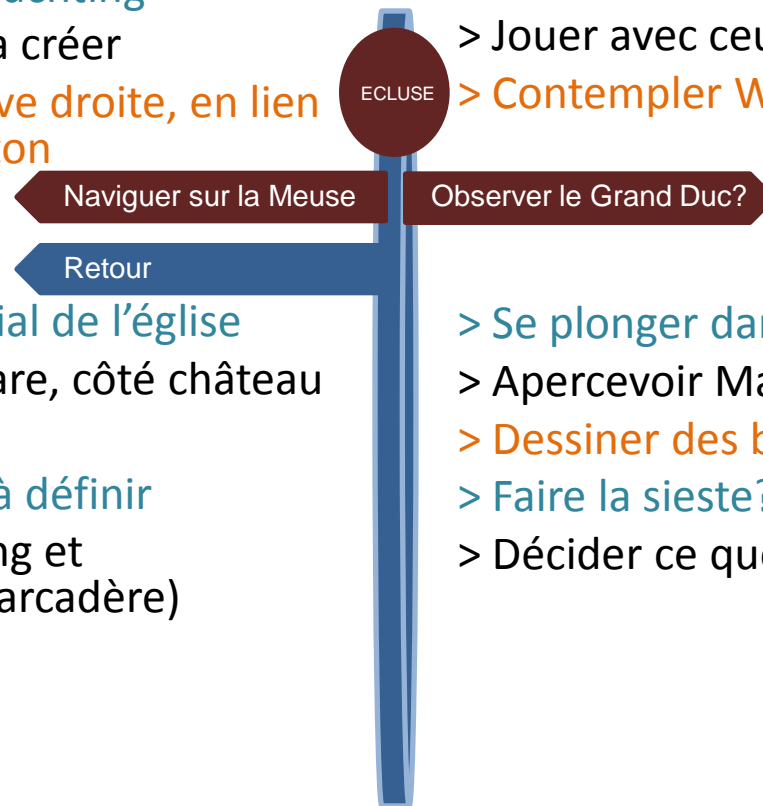 à créer
ve droite, en lien
ton
> Jouer avec ceu
> Contempler W
ECLUSE
Naviguer sur la Meuse
Observer le Grand Duc?
Retour
ial de l’église
are, côté château
à définir
ng et
arcadère)
> Se plonger dan
> Apercevoir Ma
> Dessiner des b
> Faire la sieste?
> Décider ce que